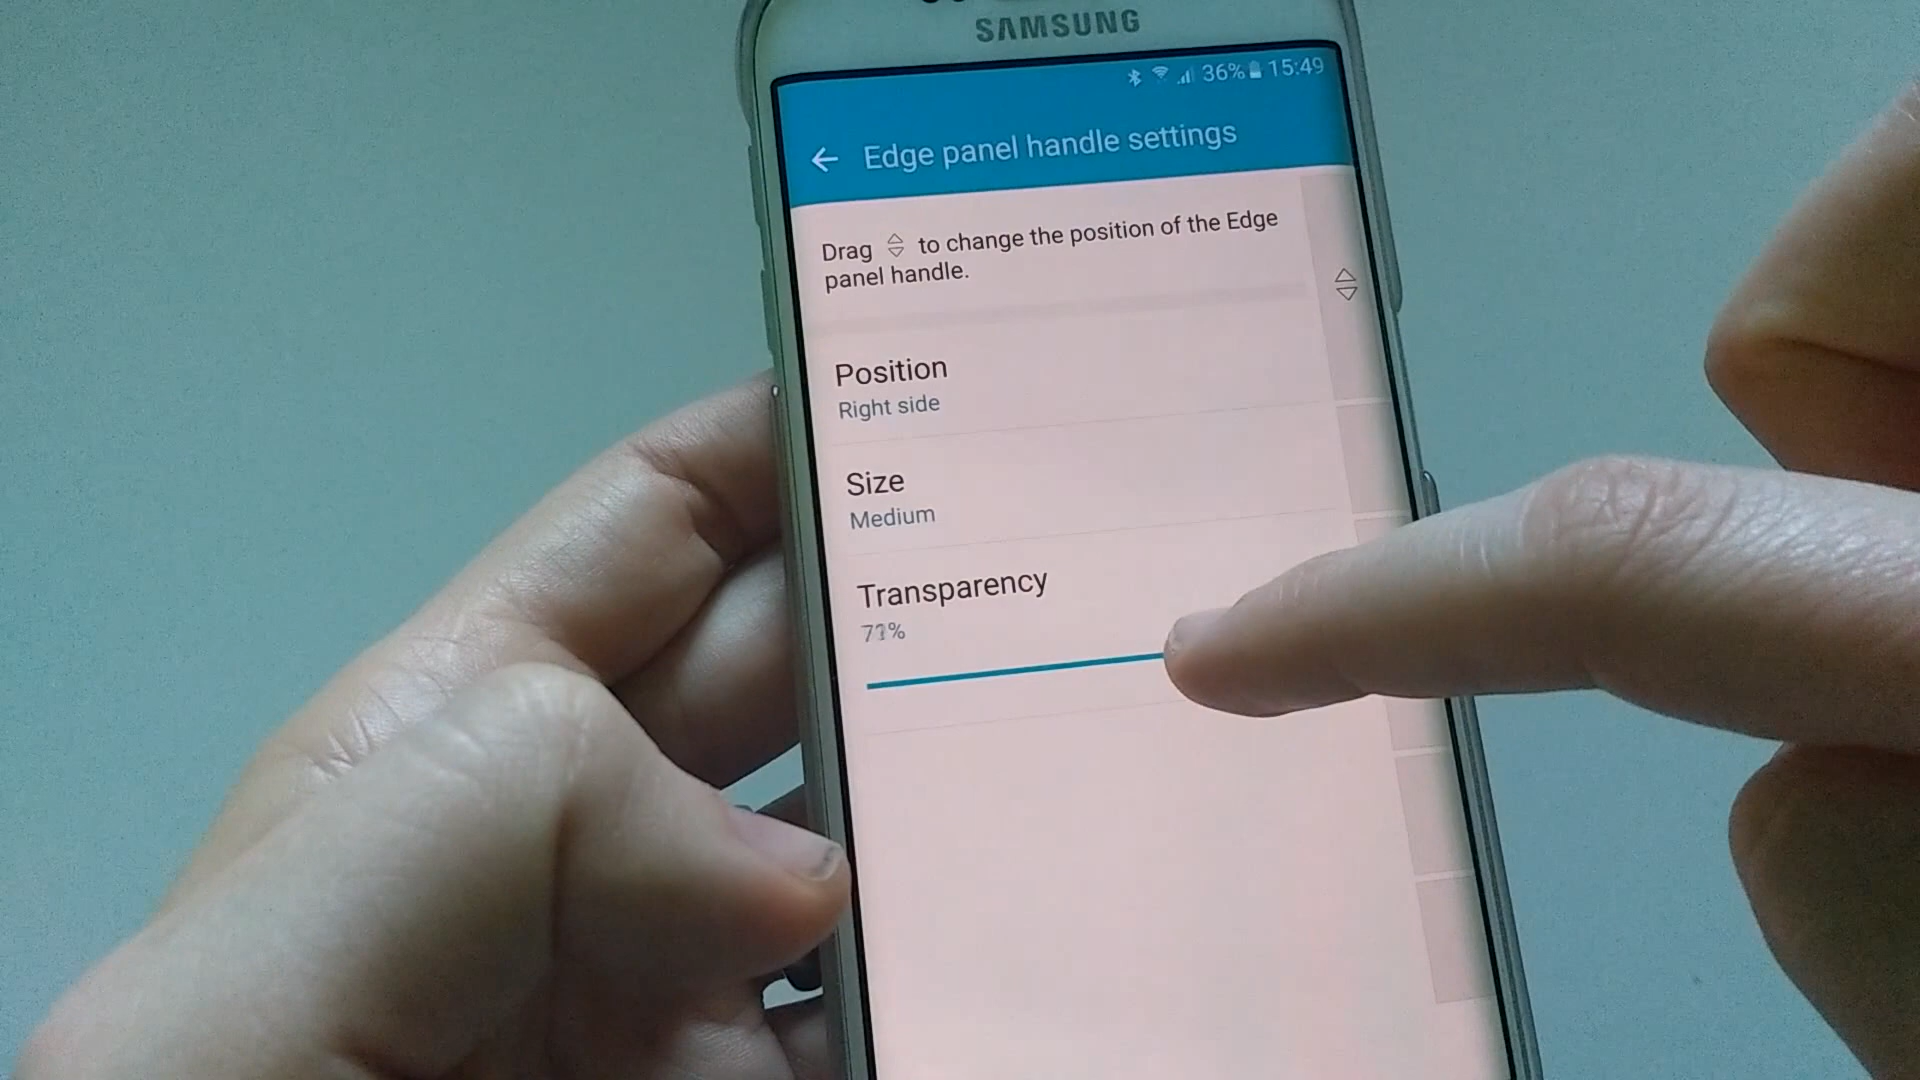 SAMSUNG
36% 15:49
Edge panel handle settings
Drag to change the position of the Edge
panel handle.
Position
Right side
Size
Medium
Transparency